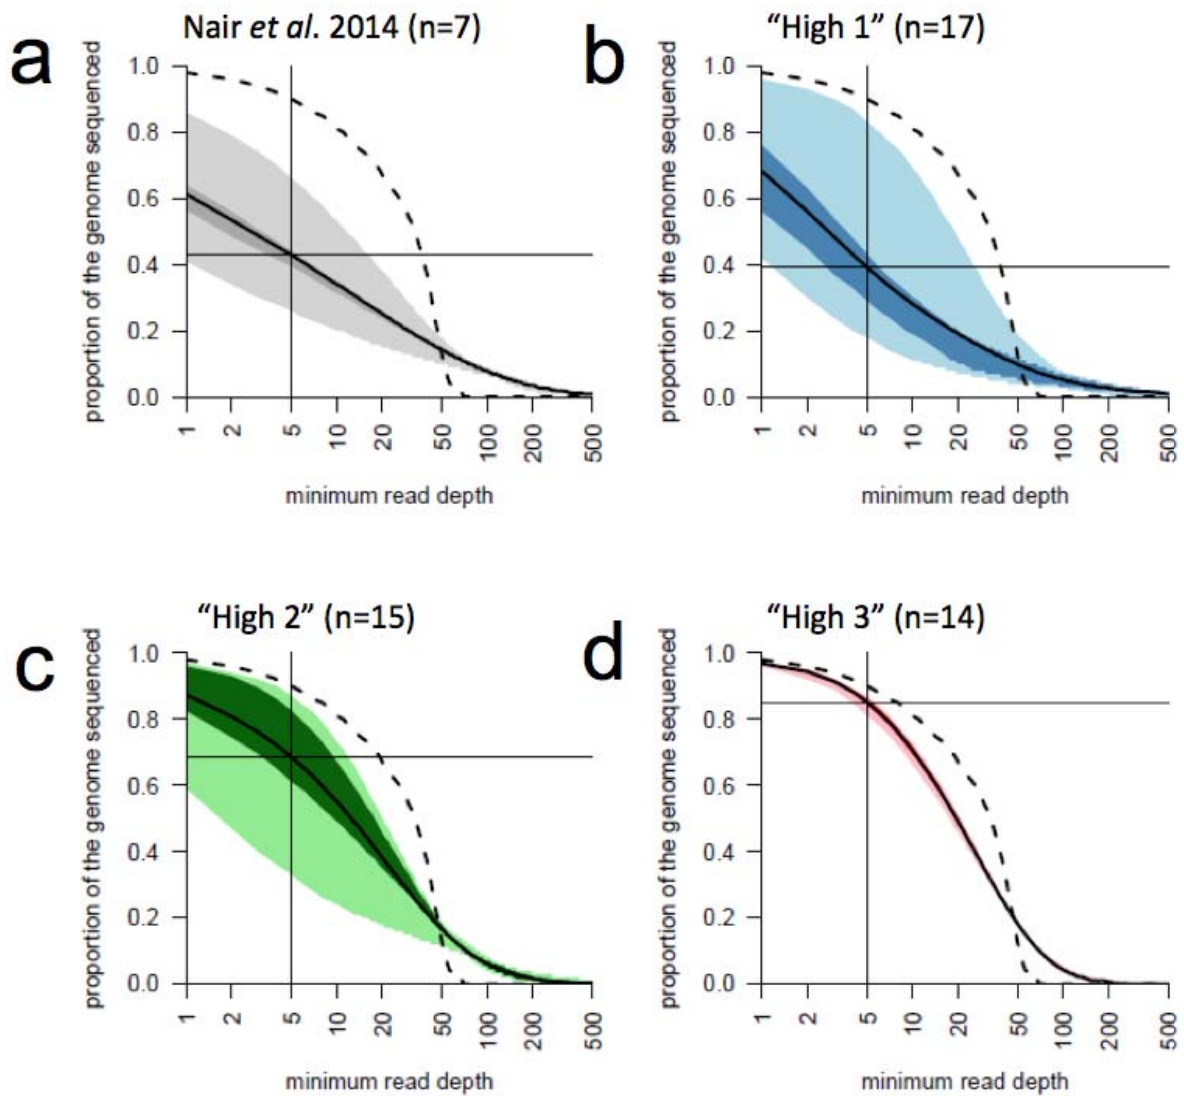 a
Nair et al. 2014 (n=7)
proportion of the genome sequenced
1.0
0.8
0.6
0.4
0.2
0.0
1 2 5 10 20 50 100 200 500
minimum read depth
b
“High 1” (n=17)
proportion of the genome sequenced
1.0
0.8
0.6
0.4
0.2
0.0
1 2 5 10 20 50 100 200 500
minimum read depth
c
“High 2” (n=15)
proportion of the genome sequenced
1.0
0.8
0.6
0.4
0.2
0.0
1 2 5 10 20 50 100 200 500
minimum read depth
d
“High 3” (n=14)
proportion of the genome sequenced
1.0
0.8
0.6
0.4
0.2
0.0
1 2 5 10 20 50 100 200 500
minimum read depth